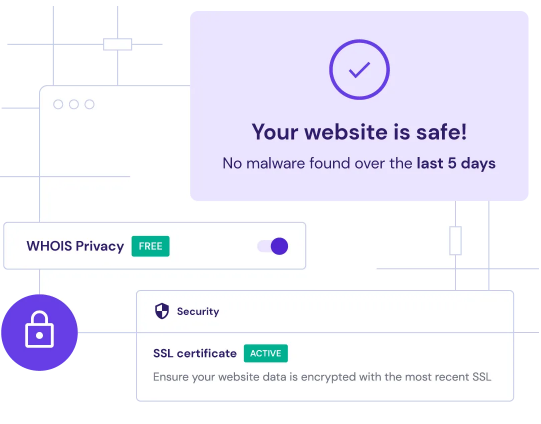 Your website is safe!
No malware found over the last 5 days
WHOIS Privacy FREE
Security
SSL certificate ACTIVE
Ensure your website data is encrypted with the most recent SSL